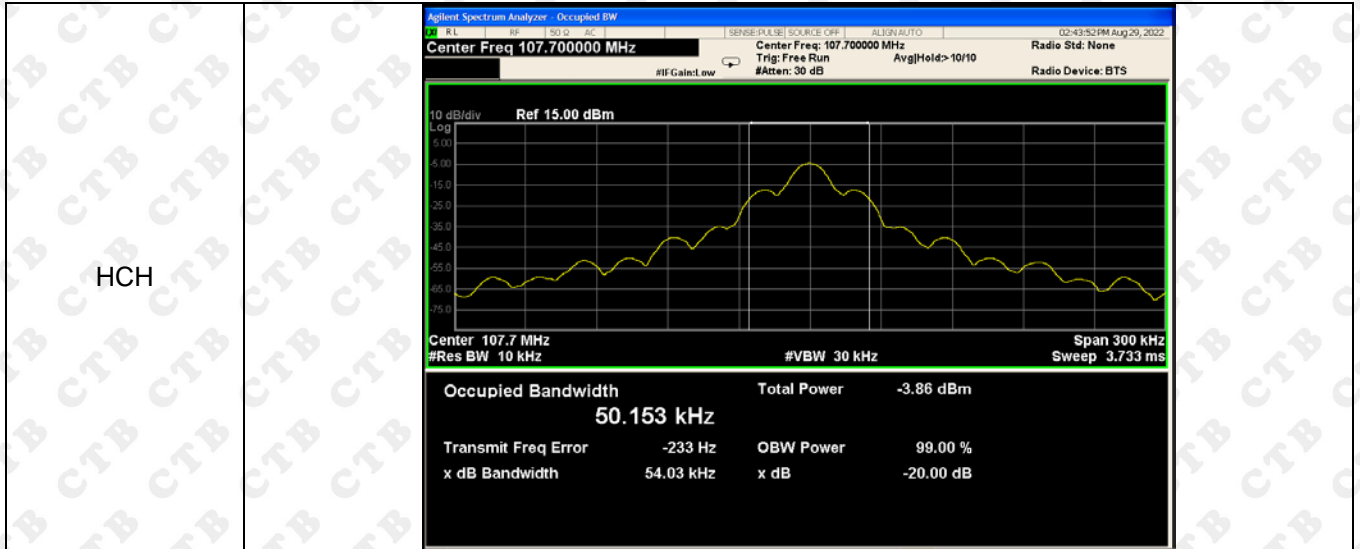 HCH
Agilent Spectrum Analyzer - Occupied BW
RL RF 50 Ω AC SENSE:PULSE SOURCE OFF ALIGN AUTO 02:43:52 PM Aug 29, 2022
Center Freq 107.700000 MHz Center Freq: 107.700000 MHz Radio Std: None
Trig: Free Run Avg|Hold:> 10/10
#IFGain:Low #Atten: 30 dB Radio Device: BTS
10 dB/div Ref 15.00 dBm
Log
5.00
-5.00
-15.0
-25.0
-35.0
-45.0
-55.0
-65.0
-75.0
Center 107.7 MHz Span 300 kHz
#Res BW 10 kHz #VBW 30 kHz Sweep 3.733 ms
Occupied Bandwidth Total Power -3.86 dBm
50.153 kHz
Transmit Freq Error -233 Hz OBW Power 99.00 %
x dB Bandwidth 54.03 kHz x dB -20.00 dB
CTB